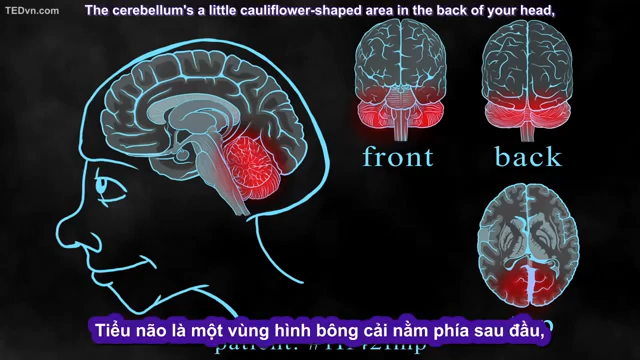 TEDvn.com
The cerebellum's a little cauliflower-shaped area in the back of your head,
front
back
Tiểu não là một vùng hình bông cải nằm phía sau đầu,